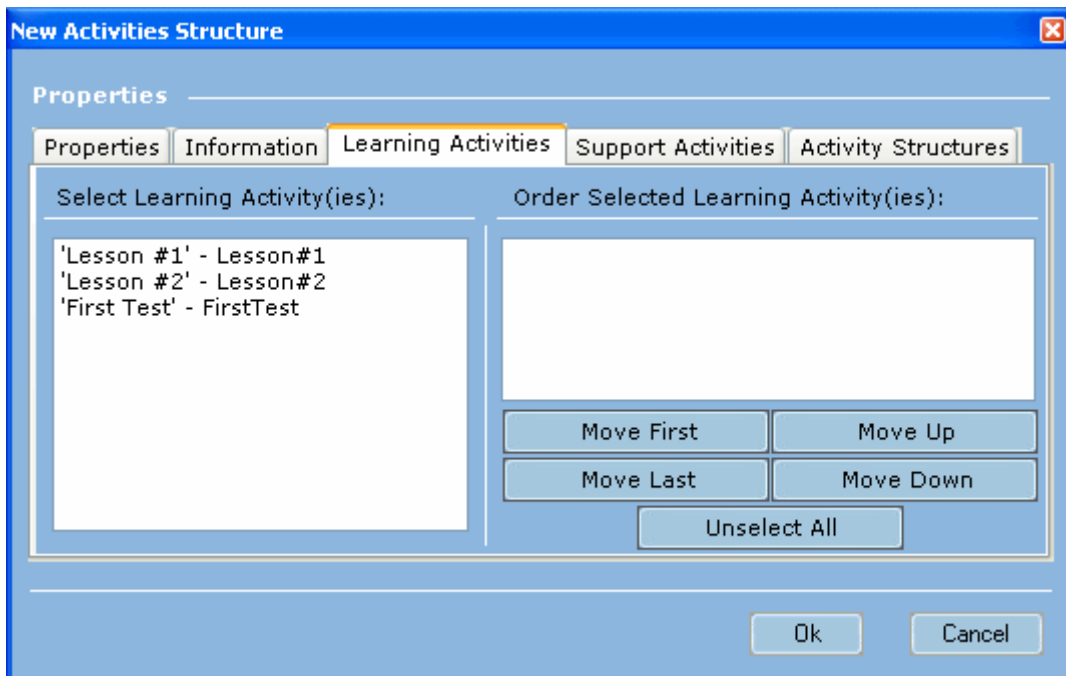 New Activities Structure
Properties
Properties Information Learning Activities Support Activities Activity Structures
Select Learning Activity(ies):
'Lesson #1' - Lesson#1
'Lesson #2' - Lesson#2
'First Test' - FirstTest
Order Selected Learning Activity(ies):
Move First Move Up
Move Last Move Down
Unselect All
Ok Cancel